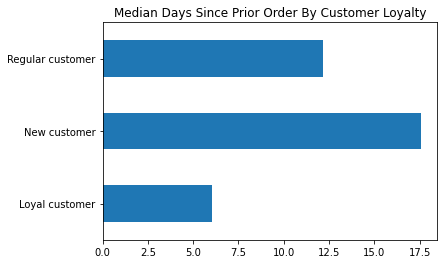 Median Days Since Prior Order By Customer Loyalty
Regular customer
New customer
Loyal customer
0.0 2.5 5.0 7.5 10.0 12.5 15.0 17.5